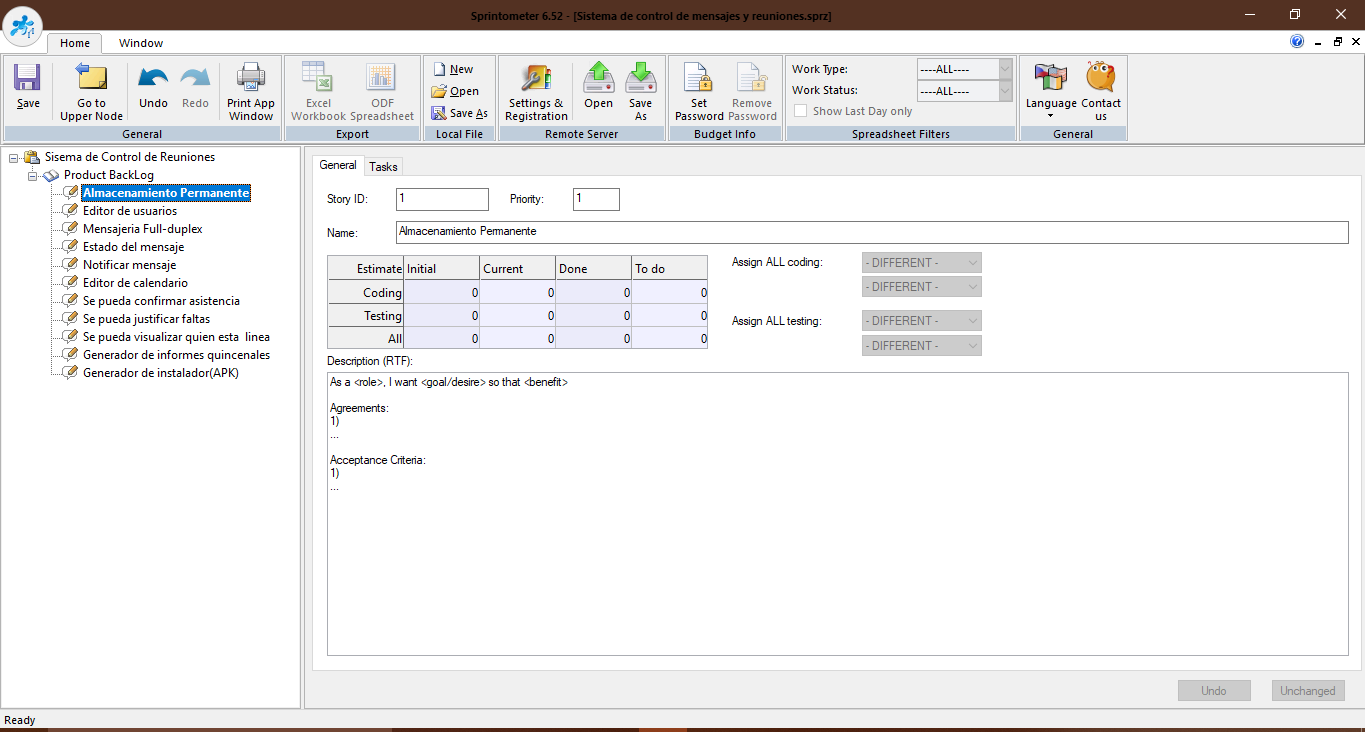 Sprintometer 6.52 - [Sistema de control de mensajes y reuniones.sprz]
Home Window
Save
Go to Upper Node
Undo
Redo
Print App Window
General
Excel Workbook
ODF Spreadsheet
Export
New
Open
Save As
Local File
Settings & Registration
Open
Save As
Remote Server
Set Password
Remove Password
Budget Info
Work Type: ----ALL----
Work Status: ----ALL----
Show Last Day only
Spreadsheet Filters
Language
Contact us
General
Sisema de Control de Reuniones
Product BackLog
Almacenamiento Permanente
Editor de usuarios
Mensajeria Full-duplex
Estado del mensaje
Notificar mensaje
Editor de calendario
Se pueda confirmar asistencia
Se pueda justificar faltas
Se pueda visualizar quien esta linea
Generador de informes quincenales
Generador de instalador(APK)
General Tasks
Story ID: 1 Priority: 1
Name: Almacenamiento Permanente
Estimate Initial Current Done To do
Coding 0 0 0 0
Testing 0 0 0 0
All 0 0 0 0
Assign ALL coding: - DIFFERENT -
- DIFFERENT -
Assign ALL testing: - DIFFERENT -
- DIFFERENT -
Description (RTF):
As a <role>, I want <goal/desire> so that <benefit>
Agreements:
1)
...
Acceptance Criteria:
1)
...
Undo Unchanged
Ready